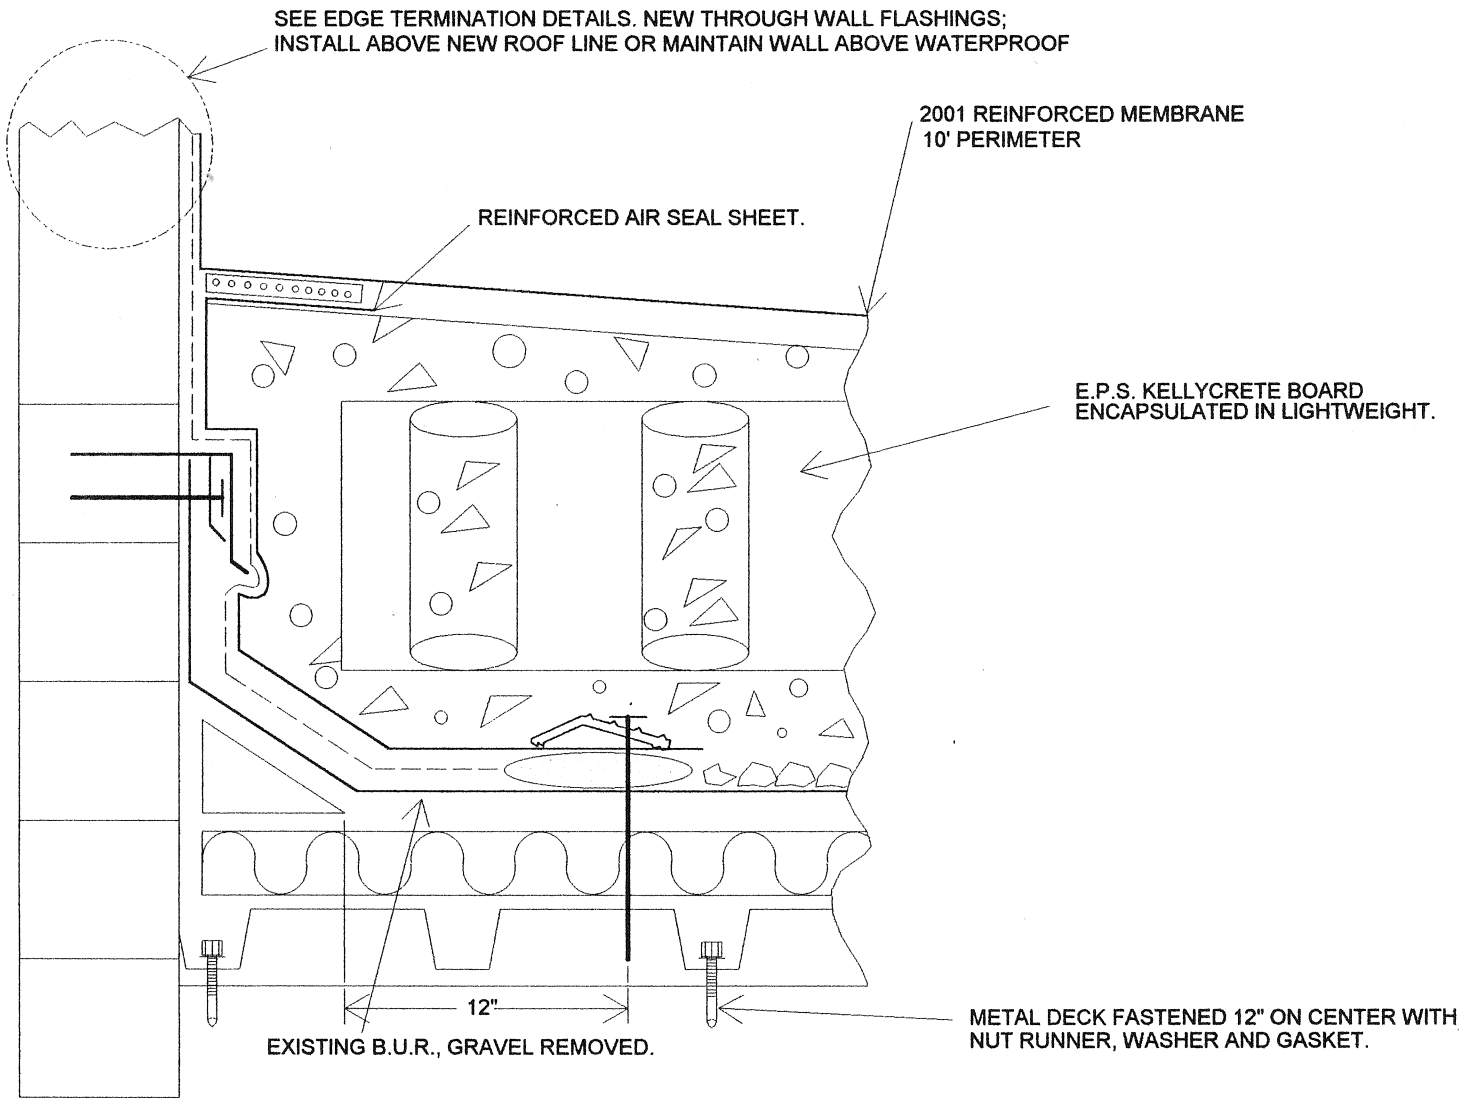 SEE EDGE TERMINATION DETAILS. NEW THROUGH WALL FLASHINGS;
INSTALL ABOVE NEW ROOF LINE OR MAINTAIN WALL ABOVE WATERPROOF
2001 REINFORCED MEMBRANE
10' PERIMETER
REINFORCED AIR SEAL SHEET.
E.P.S. KELLYCRETE BOARD
ENCAPSULATED IN LIGHTWEIGHT.
12"
METAL DECK FASTENED 12" ON CENTER WITH
NUT RUNNER, WASHER AND GASKET.
EXISTING B.U.R., GRAVEL REMOVED.